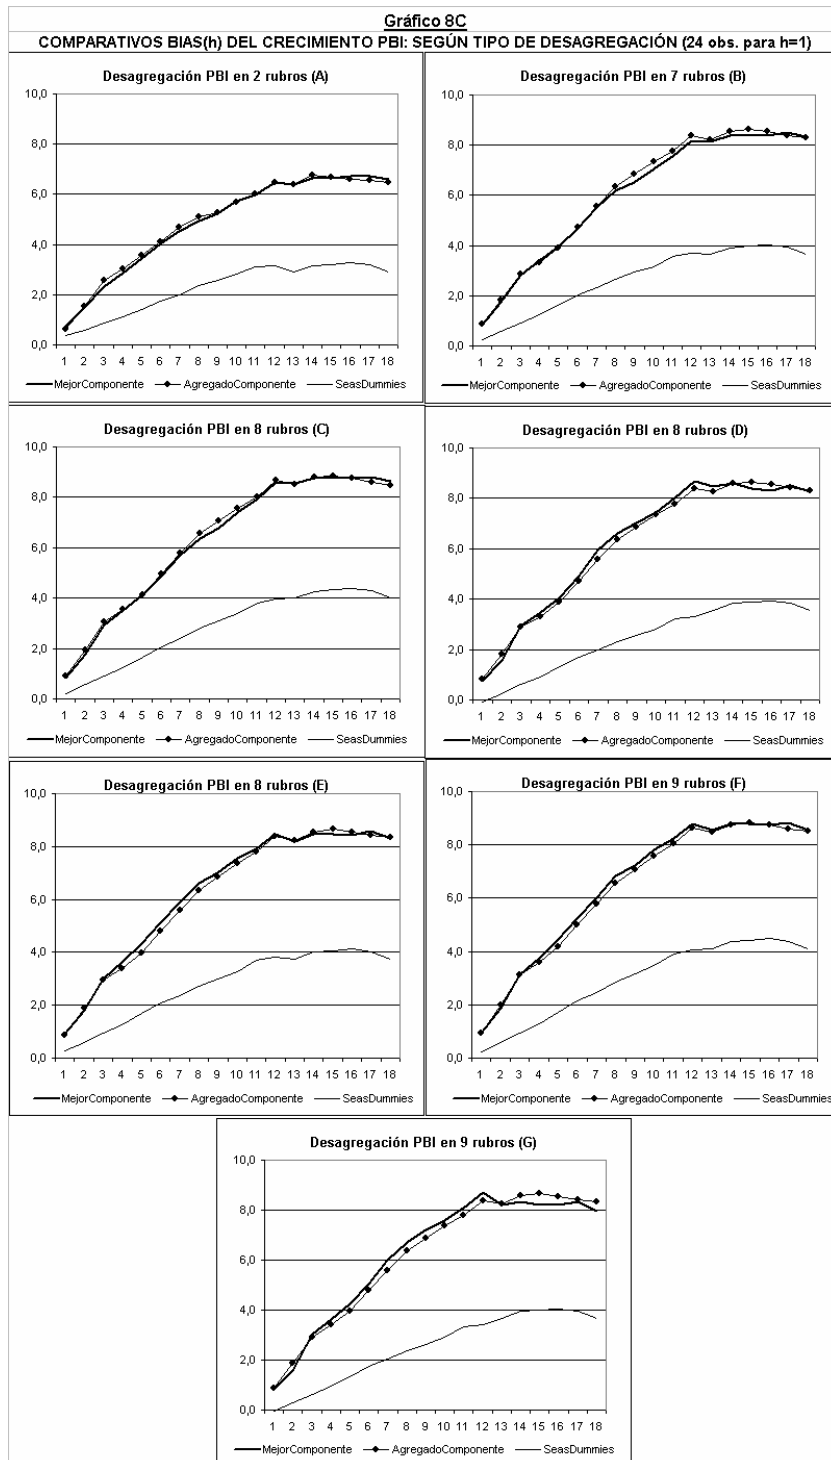 Gráfico 8C
COMPARATIVOS BIAS(h) DEL CRECIMIENTO PBI: SEGÚN TIPO DE DESAGREGACIÓN (24 obs. para h=1)
Desagregación PBI en 2 rubros (A)
10,0
8,0
6,0
4,0
2,0
0,0
1 2 3 4 5 6 7 8 9 10 11 12 13 14 15 16 17 18
MejorComponente AgregadoComponente SeasDummies
Desagregación PBI en 7 rubros (B)
10,0
8,0
6,0
4,0
2,0
0,0
1 2 3 4 5 6 7 8 9 10 11 12 13 14 15 16 17 18
MejorComponente AgregadoComponente SeasDummies
Desagregación PBI en 8 rubros (C)
10,0
8,0
6,0
4,0
2,0
0,0
1 2 3 4 5 6 7 8 9 10 11 12 13 14 15 16 17 18
MejorComponente AgregadoComponente SeasDummies
Desagregación PBI en 8 rubros (D)
10,0
8,0
6,0
4,0
2,0
0,0
1 2 3 4 5 6 7 8 9 10 11 12 13 14 15 16 17 18
MejorComponente AgregadoComponente SeasDummies
Desagregación PBI en 8 rubros (E)
10,0
8,0
6,0
4,0
2,0
0,0
1 2 3 4 5 6 7 8 9 10 11 12 13 14 15 16 17 18
MejorComponente AgregadoComponente SeasDummies
Desagregación PBI en 9 rubros (F)
10,0
8,0
6,0
4,0
2,0
0,0
1 2 3 4 5 6 7 8 9 10 11 12 13 14 15 16 17 18
MejorComponente AgregadoComponente SeasDummies
Desagregación PBI en 9 rubros (G)
10,0
8,0
6,0
4,0
2,0
0,0
1 2 3 4 5 6 7 8 9 10 11 12 13 14 15 16 17 18
MejorComponente AgregadoComponente SeasDummies